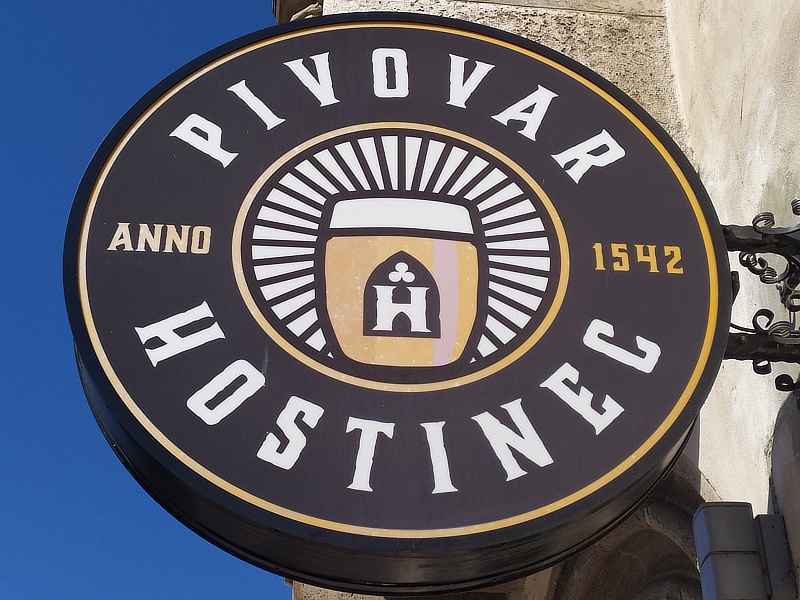 PIVOVAR
ANNO 1542
H
HOSTINEC